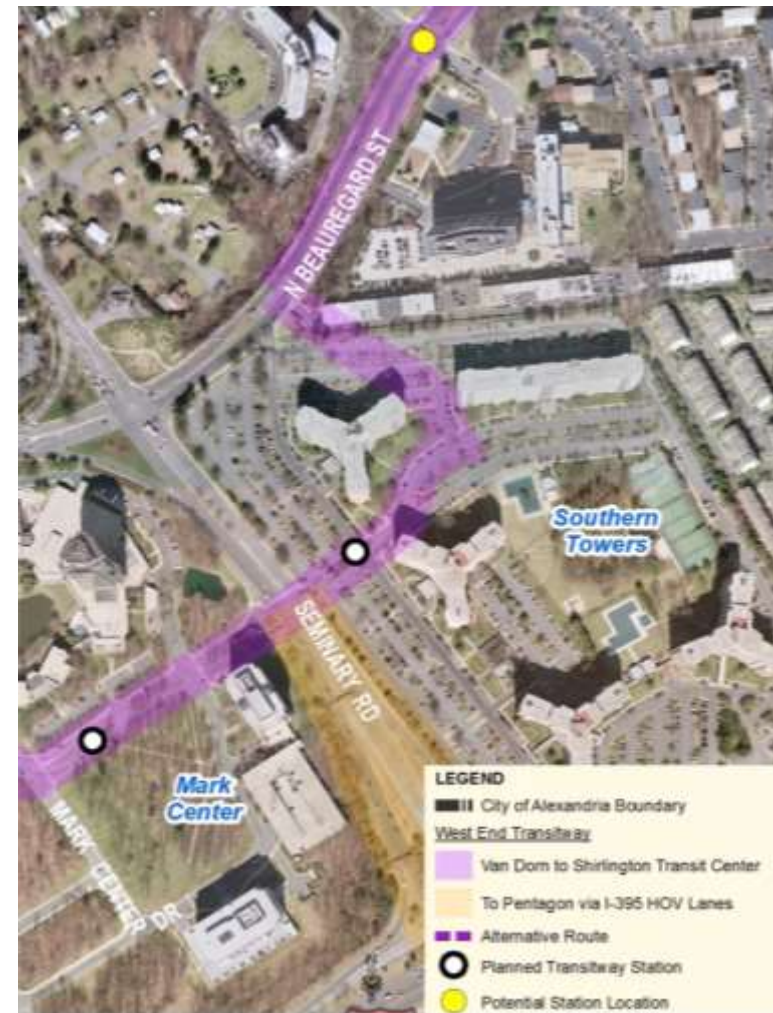 N BEAUREGARD ST
Southern
Towers
SEMINARY RD
Mark
Center
MARK CENTER DR
LEGEND
City of Alexandria Boundary
West End Transitway
Van Dorn to Shirlington Transit Center
To Pentagon via I-395 HOV Lanes
Alternative Route
Planned Transitway Station
Potential Station Location